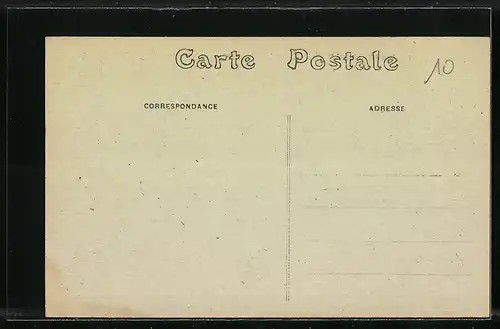 Carte Postale
10
CORRESPONDANCE
ADRESSE